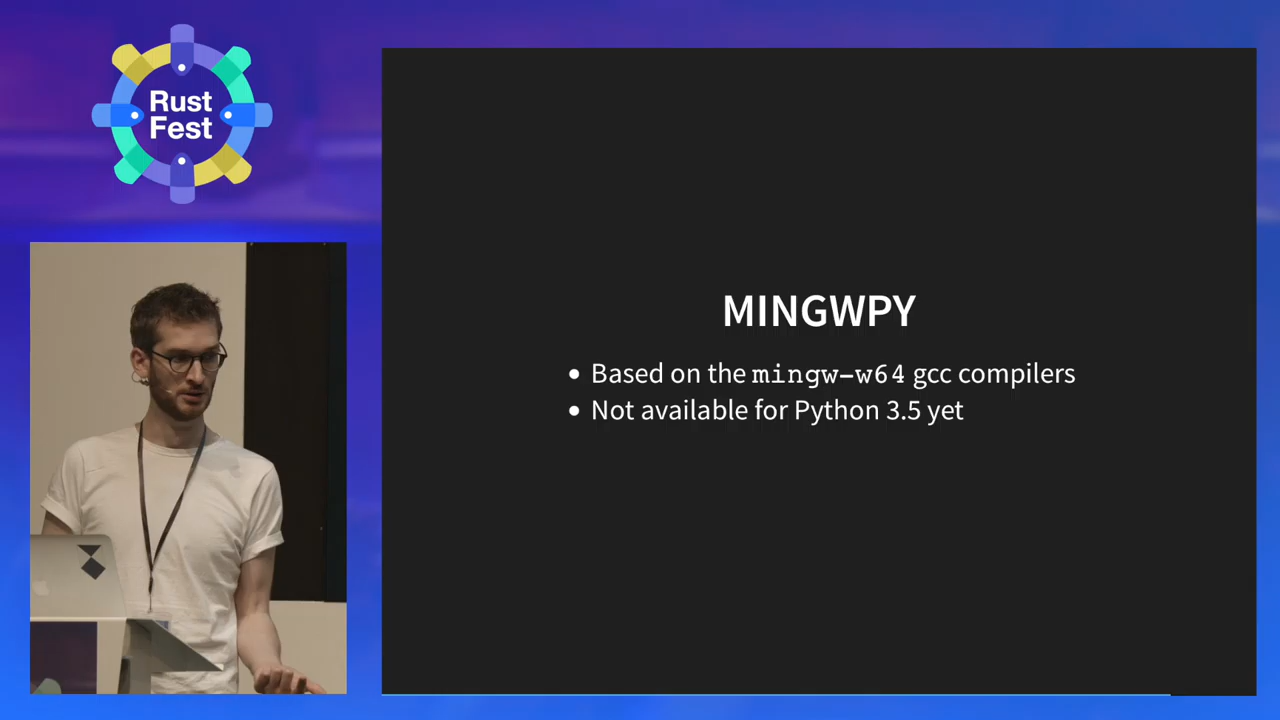 Rust
Fest
MINGWPY
Based on the mingw-w64 gcc compilers
Not available for Python 3.5 yet